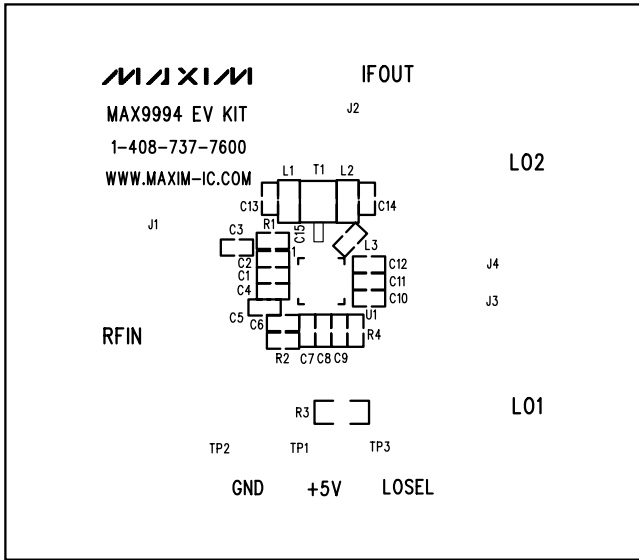 MAXIM IFOUT
MAX9994 EV KIT J2
1-408-737-7600
WWW.MAXIM-IC.COM L1 T1 L2 LO2
C13 C14
J1 C3 R1 C15 L3
1
C2 C12 J4
C1 C11
C4 C10 J3
C5 C6 U1
RFIN R4
R2 C7 C8 C9
R3 LO1
TP2 TP1 TP3
GND +5V LOSEL